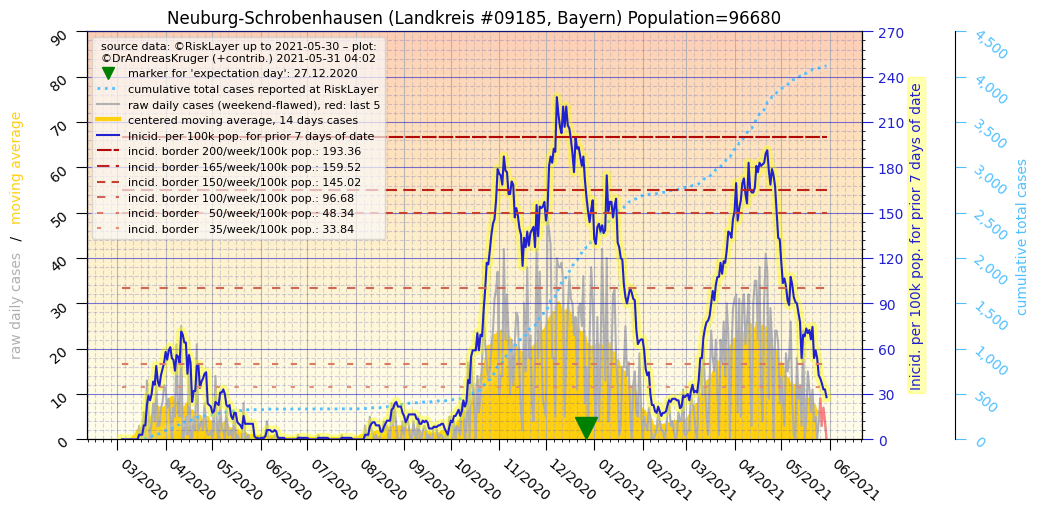 Neuburg-Schrobenhausen (Landkreis #09185, Bayern) Population=96680
source data: ©RiskLayer up to 2021-05-30 – plot:
©DrAndreasKruger (+contrib.) 2021-05-31 04:02
marker for 'expectation day': 27.12.2020
cumulative total cases reported at RiskLayer
raw daily cases (weekend-flawed), red: last 5
centered moving average, 14 days cases
Inicid. per 100k pop. for prior 7 days of date
incid. border 200/week/100k pop.: 193.36
incid. border 165/week/100k pop.: 159.52
incid. border 150/week/100k pop.: 145.02
incid. border 100/week/100k pop.: 96.68
incid. border 50/week/100k pop.: 48.34
incid. border 35/week/100k pop.: 33.84
raw daily cases / moving average
90
80
70
60
50
40
30
20
10
0
270
240
210
180
150
120
90
60
30
0
Inicid. per 100k pop. for prior 7 days of date
4,500
4,000
3,500
3,000
2,500
2,000
1,500
1,000
500
0
cumulative total cases
03/2020
04/2020
05/2020
06/2020
07/2020
08/2020
09/2020
10/2020
11/2020
12/2020
01/2021
02/2021
03/2021
04/2021
05/2021
06/2021